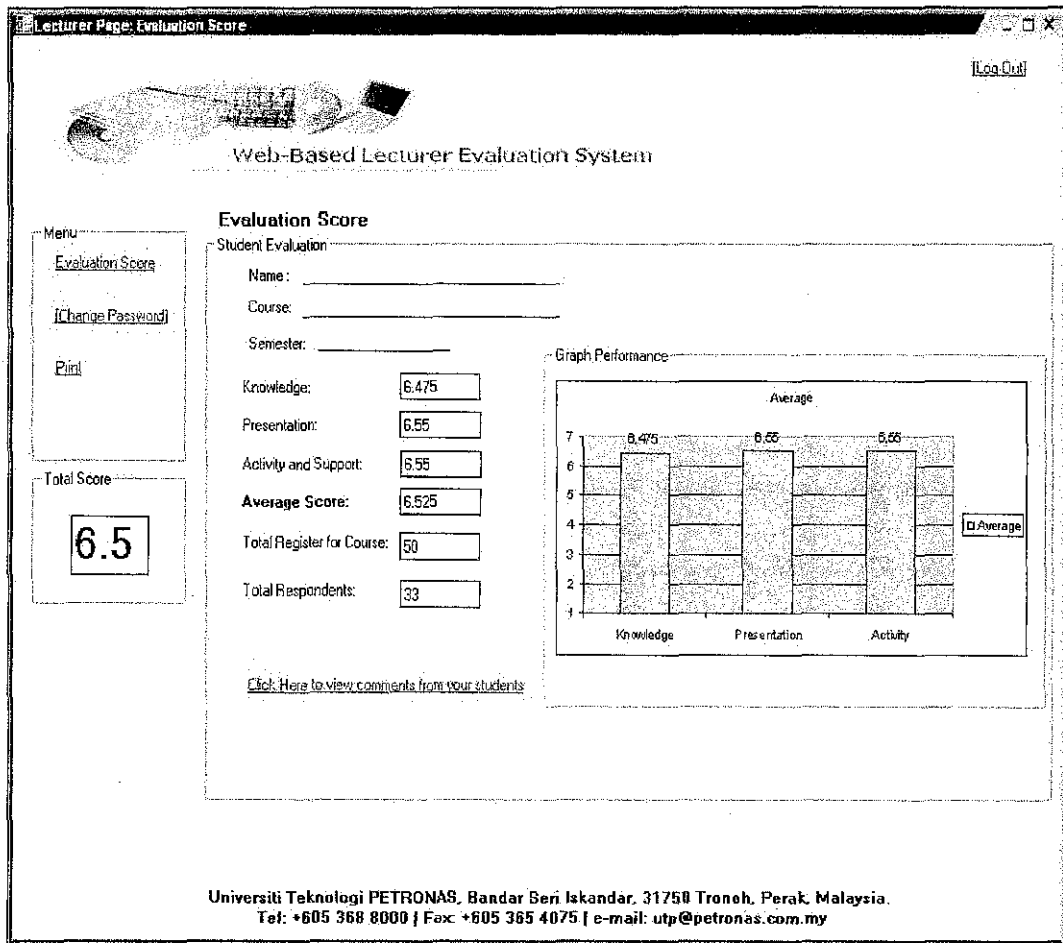 Lecturer Page: Evaluation Score
[Log-Out]
Web-Based Lecturer Evaluation System
Menu
Evaluation Score
[Change Password]
Print
Total Score
6.5
Evaluation Score
Student Evaluation
Name :
Course:
Semester:
Knowledge: 6.475
Presentation: 6.55
Activity and Support: 6.55
Average Score: 6.525
Total Register for Course: 50
Total Respondents: 33
Click Here to view comments from your students
Graph Performance
Average
7
6
5
4
3
2
1
6,475 6,55 6,55
Knowledge Presentation Activity
Average
Universiti Teknologi PETRONAS, Bandar Seri Iskandar, 31750 Tronoh, Perak, Malaysia.
Tel: +605 368 8000 | Fax: +605 365 4075 | e-mail: utp@petronas.com.my